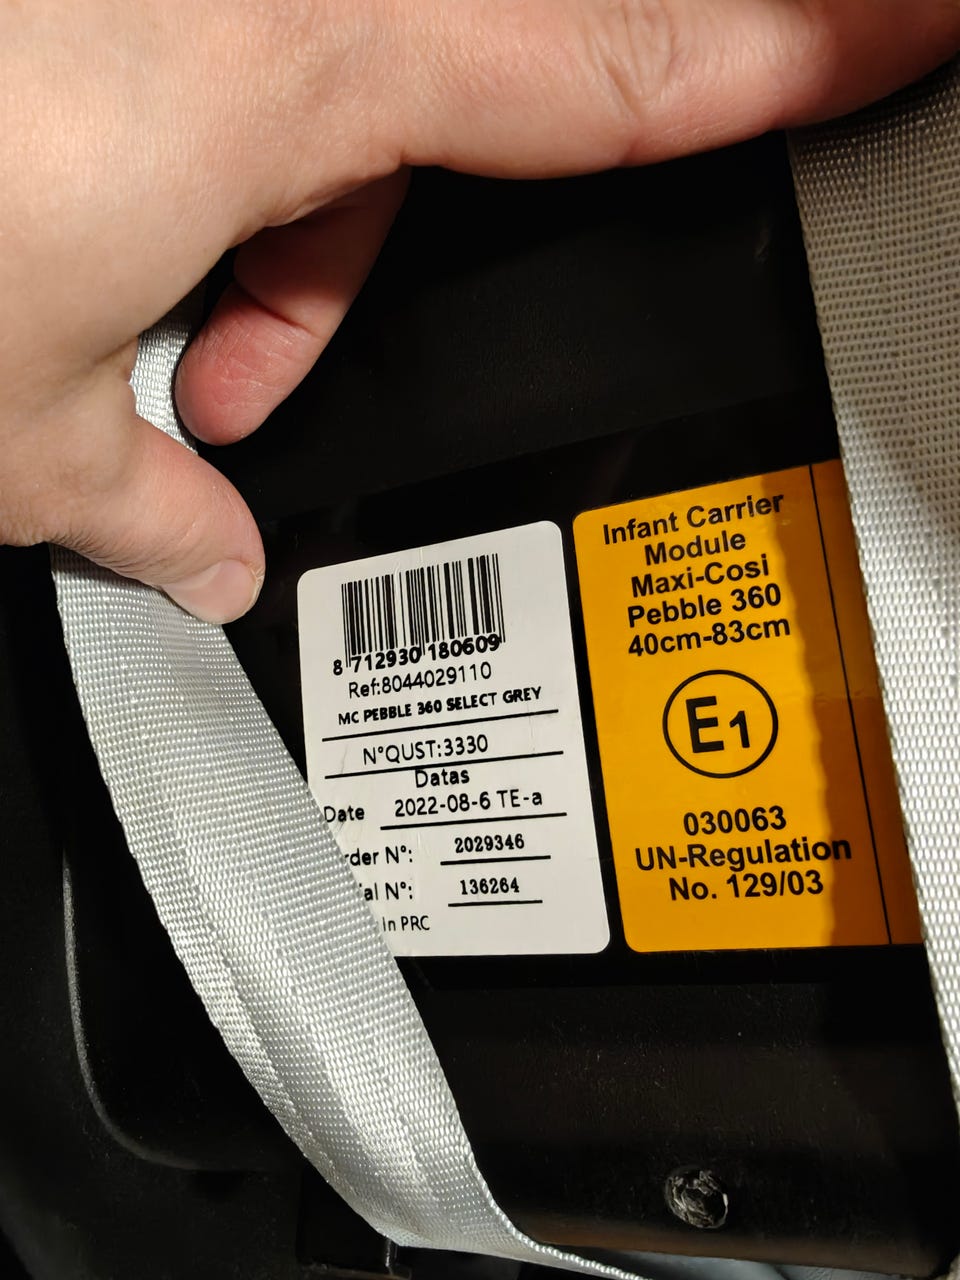 8 712930 180609
Ref:8044029110
MC PEBBLE 360 SELECT GREY
N°QUST:3330
Datas
Date 2022-08-6 TE-a
N°: 2029346
N°: 136264
In PRC
Infant Carrier
Module
Maxi-Cosi
Pebble 360
40cm-83cm
E1
030063
UN-Regulation
No. 129/03